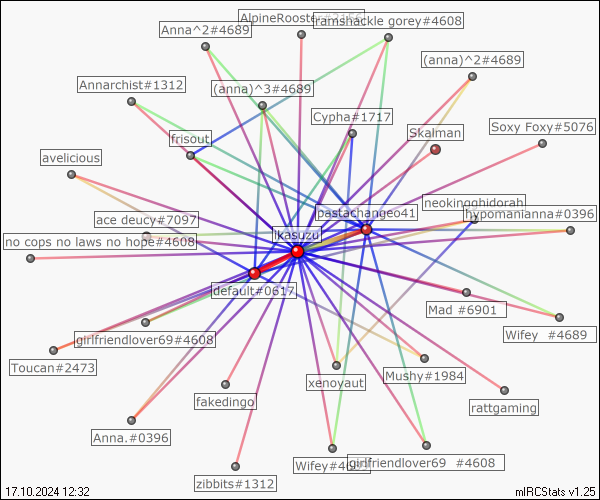 AlpineRooster#2156
ramshackle gorey#4608
Anna^2#4689
(anna)^2#4689
Annarchist#1312
(anna)^3#4689
Cypha#1717
Soxy Foxy#5076
Skalman
frisout
avelicious
neokingghidorah
pastachangeo41
hypomanianna#0396
ace deucy#7097
no cops no laws no hope#4608
ikasuzu
default#0617
Mad #6901
Wifey #4689
girlfriendlover69#4608
Toucan#2473
xenoyaut
Mushy#1984
fakedingo
rattgaming
Anna.#0396
Wifey#4689
girlfriendlover69 #4608
zibbits#1312
17.10.2024 12:32
mIRCStats v1.25